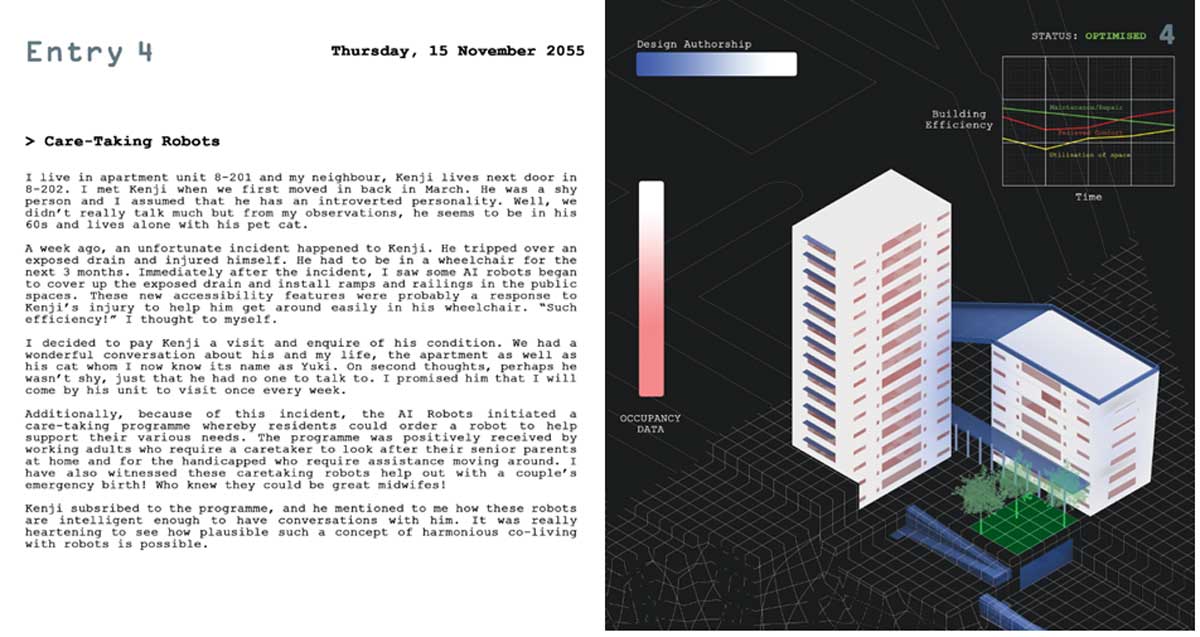 Entry 4
Thursday, 15 November 2055
> Care-Taking Robots
I live in apartment unit 8-201 and my neighbour, Kenji lives next door in
8-202. I met Kenji when we first moved in back in March. He was a shy
person and I assumed that he has an introverted personality. Well, we
didn't really talk much but from my observations, he seems to be in his
60s and lives alone with his pet cat.
A week ago, an unfortunate incident happened to Kenji. He tripped over an
exposed drain and injured himself. He had to be in a wheelchair for the
next 3 months. Immediately after the incident, I saw some AI robots began
to cover up the exposed drain and install ramps and railings in the public
spaces. These new accessibility features were probably a response to
Kenji's injury to help him get around easily in his wheelchair. "Such
efficiency!" I thought to myself.
I decided to pay Kenji a visit and enquire of his condition. We had a
wonderful conversation about his and my life, the apartment as well as
his cat whom I now know its name as Yuki. On second thoughts, perhaps he
wasn't shy, just that he had no one to talk to. I promised him that I will
come by his unit to visit once every week.
Additionally, because of this incident, the AI Robots initiated a
care-taking programme whereby residents could order a robot to help
support their various needs. The programme was positively received by
working adults who require a caretaker to look after their senior parents
at home and for the handicapped who require assistance moving around. I
have also witnessed these caretaking robots help out with a couple's
emergency birth! Who knew they could be great midwifes!
Kenji subsribed to the programme, and he mentioned to me how these robots
are intelligent enough to have conversations with him. It was really
heartening to see how plausible such a concept of harmonious co-living
with robots is possible.
Design Authorship
STATUS: OPTIMISED 4
Building
Efficiency
Maintenance/Repair
Comfort
Utilisation of space
Time
OCCUPANCY
DATA